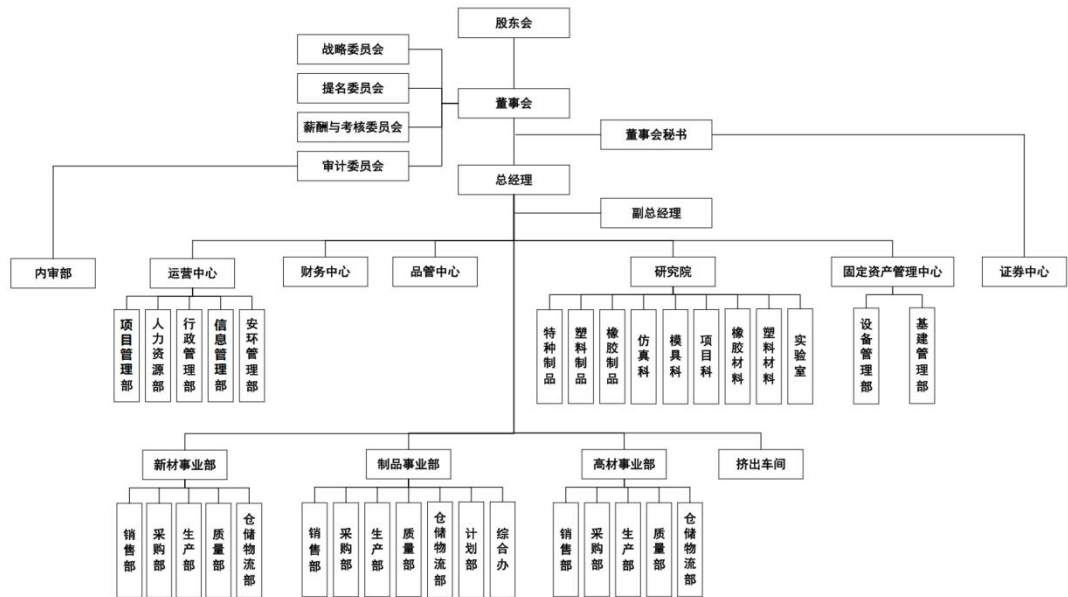 股东会
战略委员会
提名委员会
董事会
薪酬与考核委员会
董事会秘书
审计委员会
总经理
副总经理
内审部
运营中心
财务中心
品管中心
研究院
固定资产管理中心
证券中心
项目管理部
人力资源部
行政管理部
信息管理部
安环管理部
特种制品
塑料制品
橡胶制品
仿真科
模具科
项目科
橡胶材料
塑料材料
实验室
设备管理部
基建管理部
新材事业部
制品事业部
高材事业部
挤出车间
销售部
采购部
生产部
质量部
仓储物流部
销售部
采购部
生产部
质量部
仓储物流部
计划部
综合办
销售部
采购部
生产部
质量部
仓储物流部